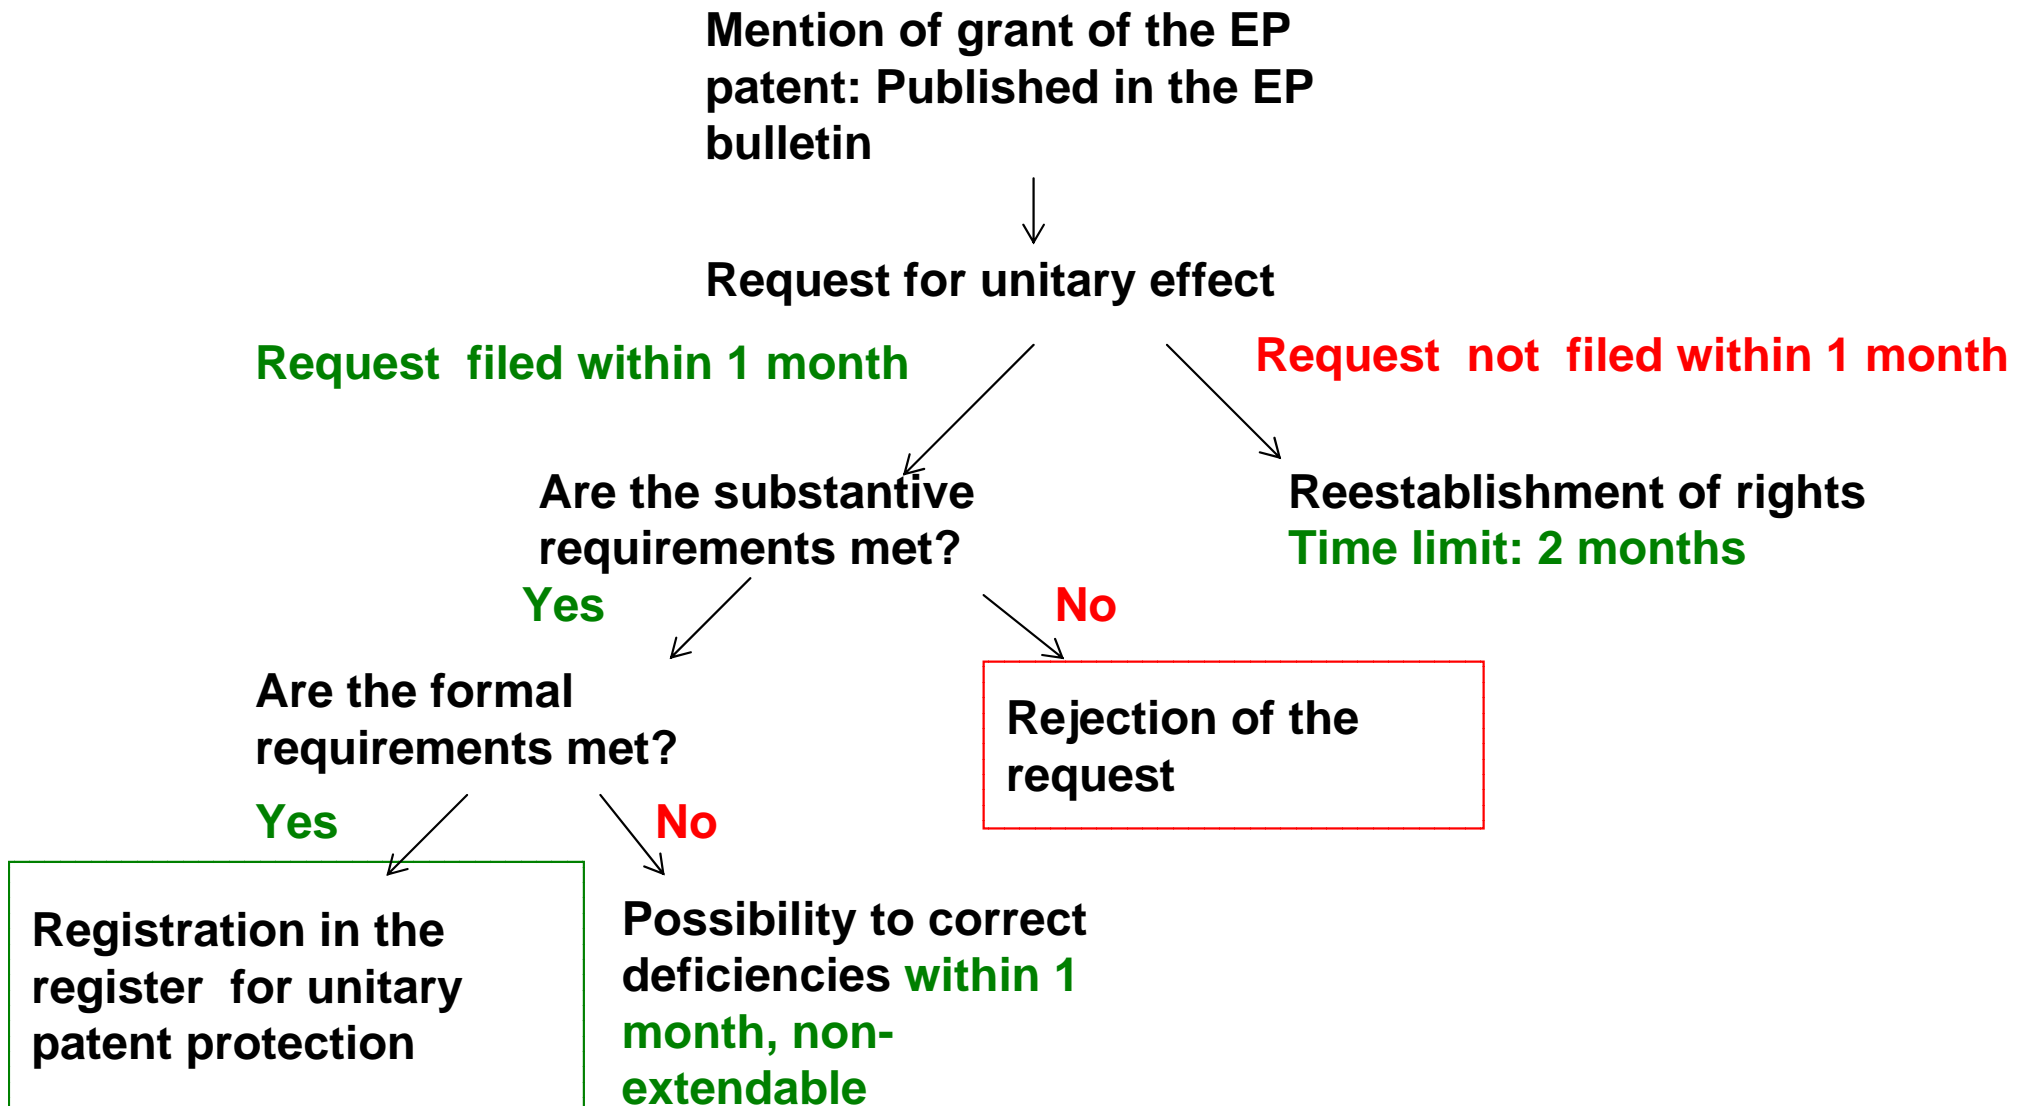 Mention of grant of the EP
patent: Published in the EP
bulletin
Request for unitary effect
Request filed within 1 month
Request not filed within 1 month
Are the substantive
requirements met?
Reestablishment of rights
Time limit: 2 months
Yes
No
Are the formal
requirements met?
Rejection of the
request
Yes
No
Registration in the
register for unitary
patent protection
Possibility to correct
deficiencies within 1
month, non-
extendable